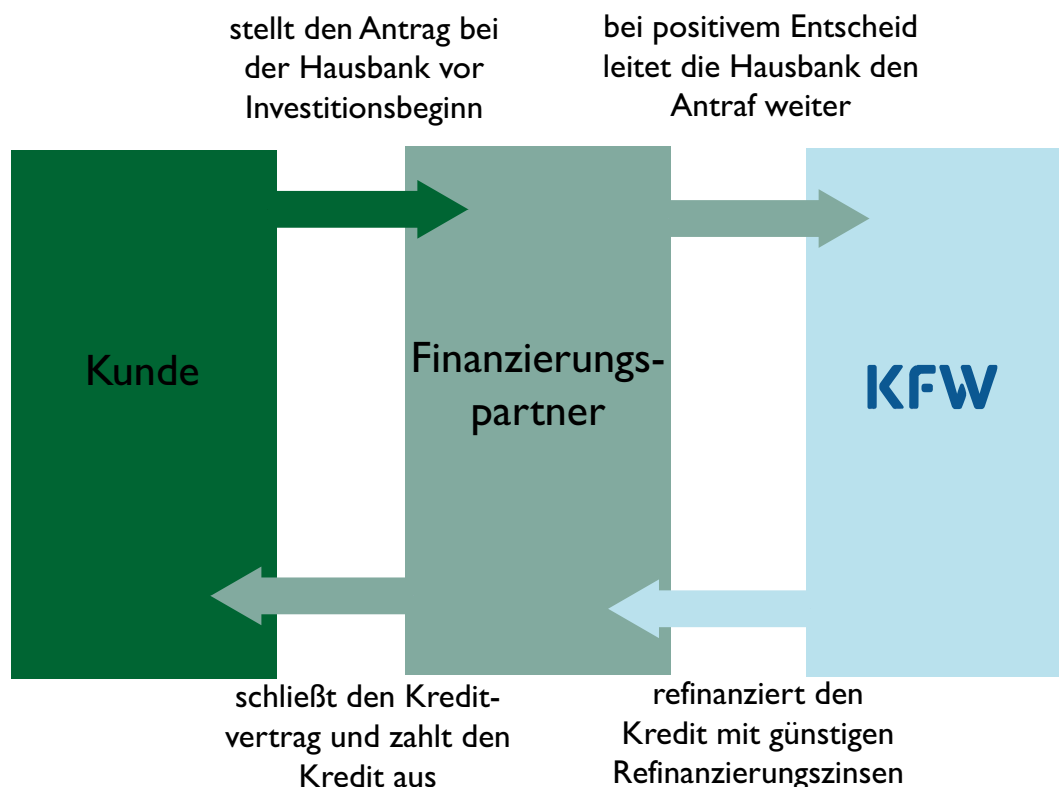 stellt den Antrag bei
der Hausbank vor
Investitionsbeginn
bei positivem Entscheid
leitet die Hausbank den
Antraf weiter
Kunde
Finanzierungs-
partner
KFW
schließt den Kredit-
vertrag und zahlt den
Kredit aus
refinanziert den
Kredit mit günstigen
Refinanzierungszinsen